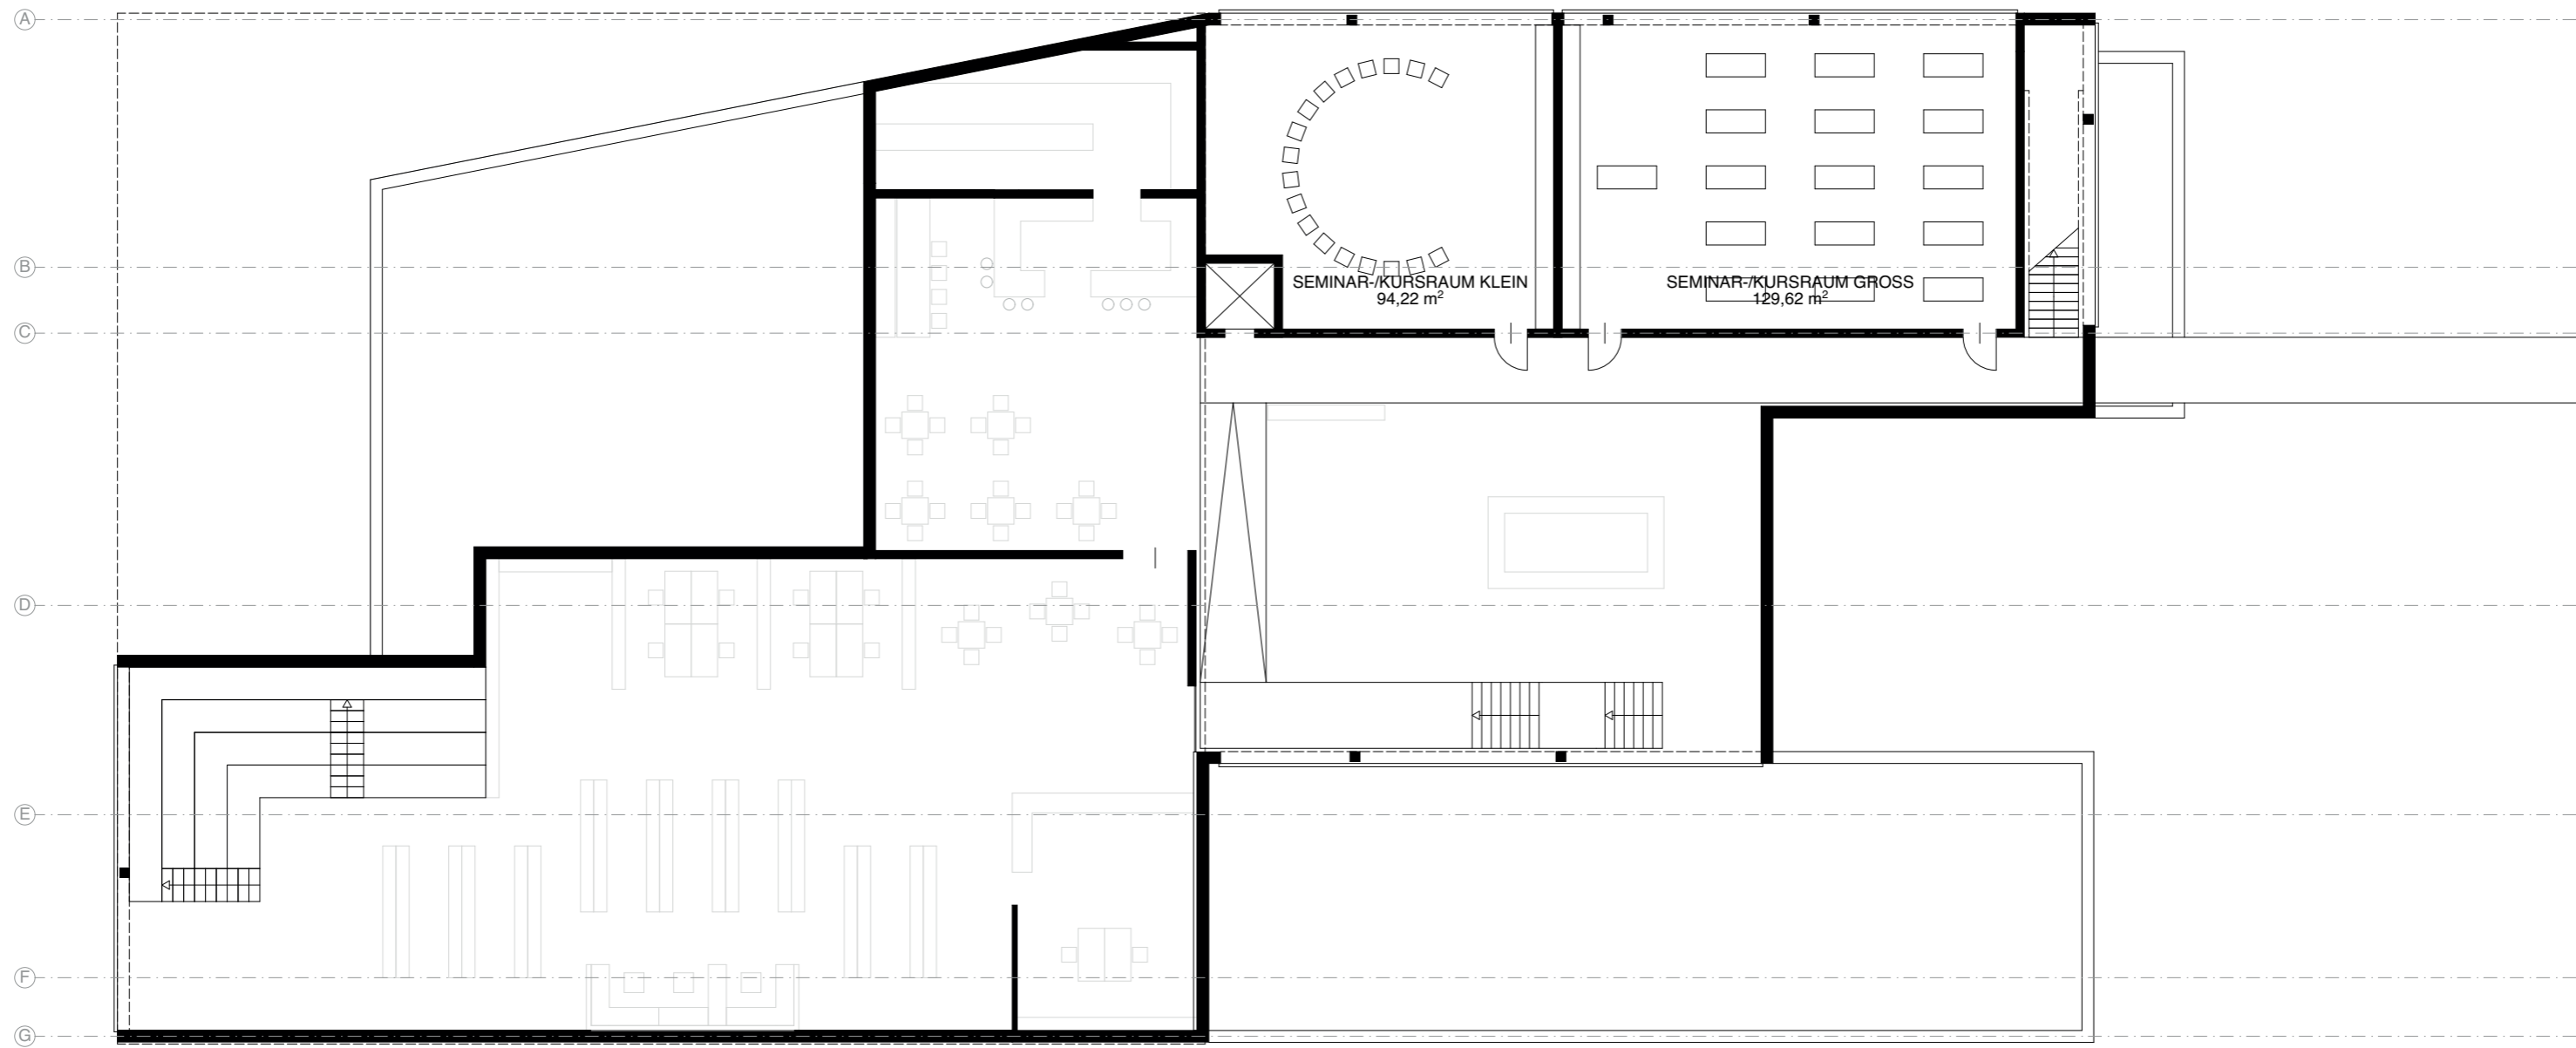 A
B
SEMINAR-/KURSRAUM KLEIN
94,22 m²
SEMINAR-/KURSRAUM GROSS
129,62 m²
C
D
E
F
G